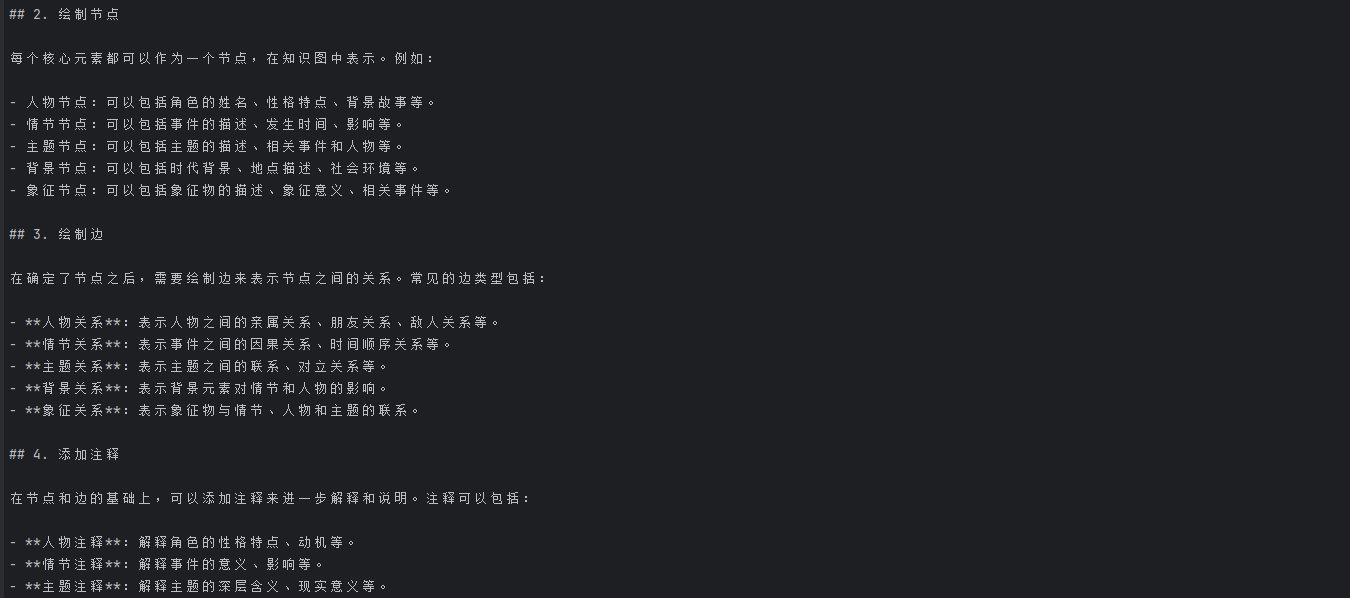 ## 2. 绘制节点
每个核心元素都可以作为一个节点，在知识图中表示。例如：
- 人物节点：可以包括角色的姓名、性格特点、背景故事等。
- 情节节点：可以包括事件的描述、发生时间、影响等。
- 主题节点：可以包括主题的描述、相关事件和人物等。
- 背景节点：可以包括时代背景、地点描述、社会环境等。
- 象征节点：可以包括象征物的描述、象征意义、相关事件等。
## 3. 绘制边
在确定了节点之后，需要绘制边来表示节点之间的关系。常见的边类型包括：
- **人物关系**：表示人物之间的亲属关系、朋友关系、敌人关系等。
- **情节关系**：表示事件之间的因果关系、时间顺序关系等。
- **主题关系**：表示主题之间的联系、对立关系等。
- **背景关系**：表示背景元素对情节和人物的影响。
- **象征关系**：表示象征物与情节、人物和主题的联系。
## 4. 添加注释
在节点和边的基础上，可以添加注释来进一步解释和说明。注释可以包括：
- **人物注释**：解释角色的性格特点、动机等。
- **情节注释**：解释事件的意义、影响等。
- **主题注释**：解释主题的深层含义、现实意义等。